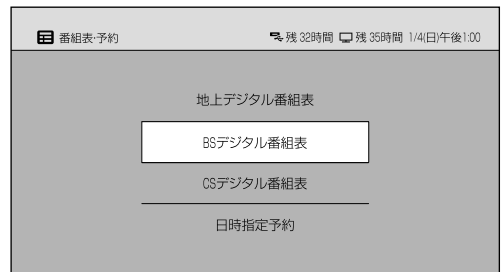 番組表・予約 残 32時間 残 35時間 1/4(日)午後1:00
地上デジタル番組表
BSデジタル番組表
CSデジタル番組表
日時指定予約